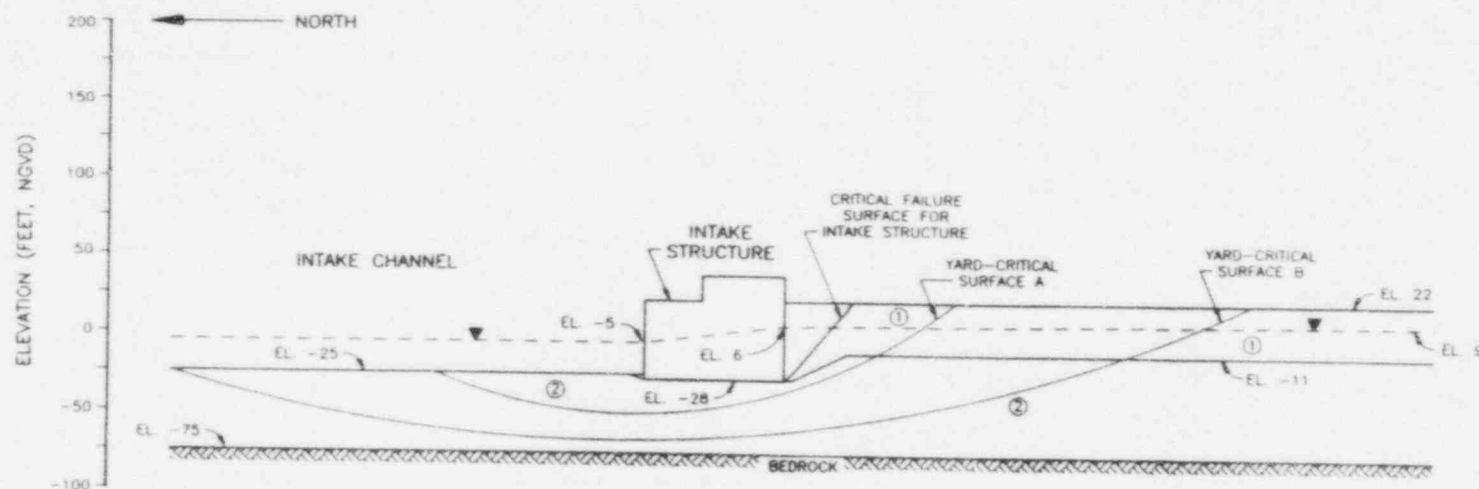 200
NORTH
150
100
50
0
-50
-100
ELEVATION (FEET, NGVD)
CRITICAL FAILURE
SURFACE FOR
INTAKE STRUCTURE
INTAKE
STRUCTURE
INTAKE CHANNEL
YARD-CRITICAL
SURFACE A
YARD-CRITICAL
SURFACE B
EL. 22
EL. -5
1
EL. 6
1
EL. 9
EL. -25
2
EL. -28
EL. -11
2
EL. -75
BEDROCK